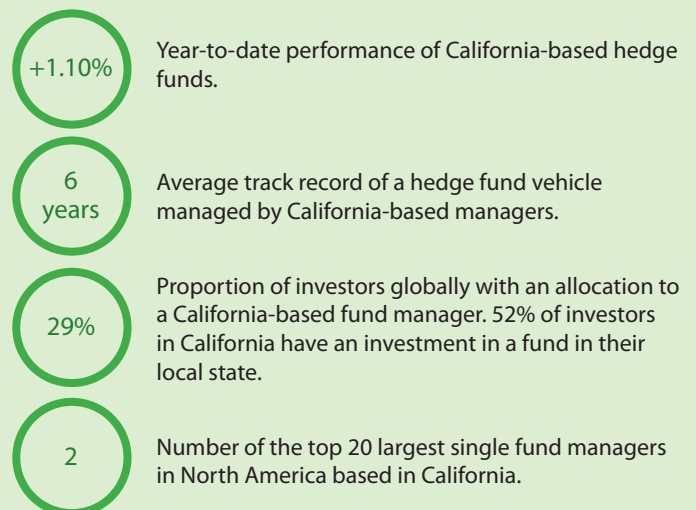 +1.10%
Year-to-date performance of California-based hedge
funds.
6
years
Average track record of a hedge fund vehicle
managed by California-based managers.
29%
Proportion of investors globally with an allocation to
a California-based fund manager. 52% of investors
in California have an investment in a fund in their
local state.
2
Number of the top 20 largest single fund managers
in North America based in California.